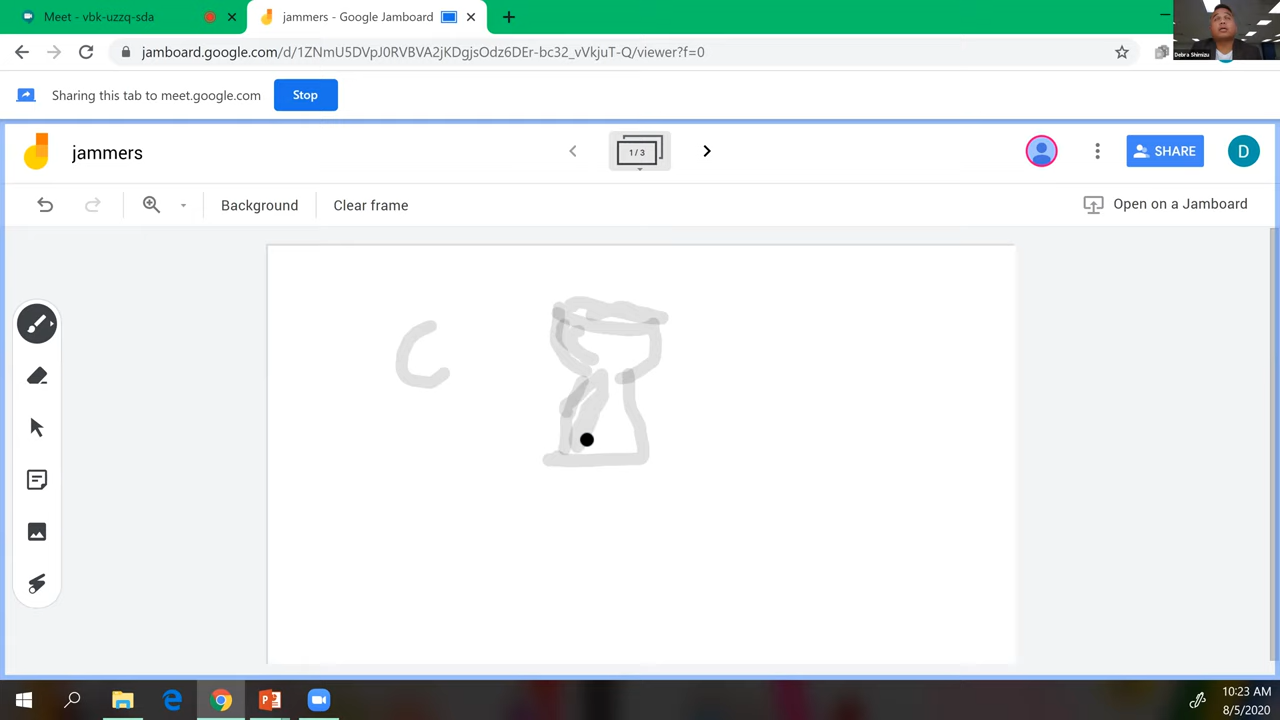 Meet - vbk-uzzq-sda
jammers - Google Jamboard
jamboard.google.com/d/1ZNmU5DVpJ0RVBVA2jKDgjsOdz6DEr-bc32_vVkjuT-Q/viewer?f=0
Debra Shimizu
Sharing this tab to meet.google.com Stop
jammers
1 / 3
SHARE
D
Background
Clear frame
Open on a Jamboard
C
10:23 AM
8/5/2020